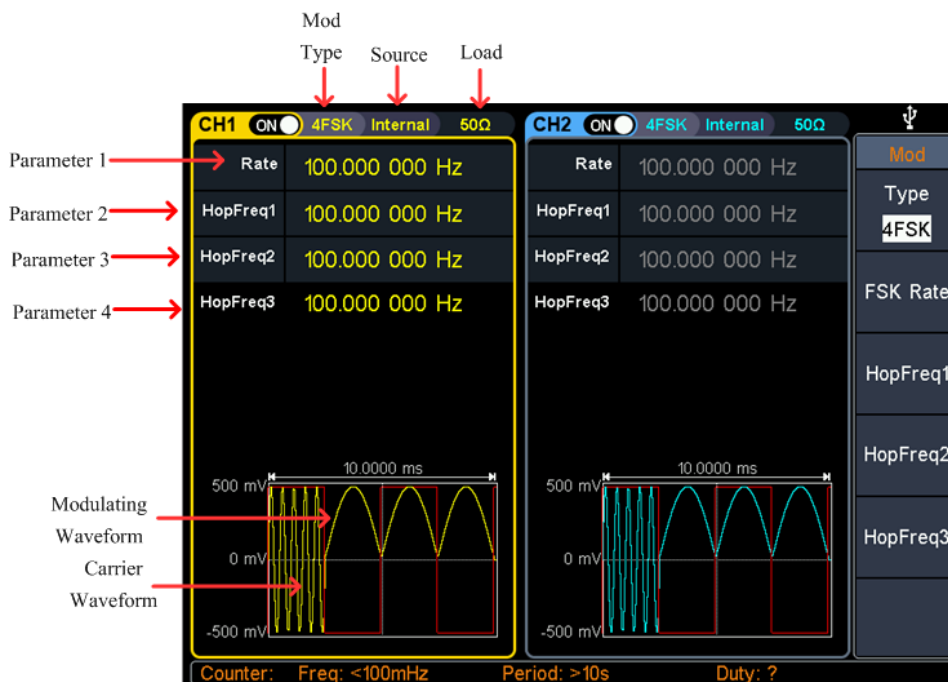 Mod
Type
Source
Load
CH1 ON 4FSK Internal 50Ω
CH2 ON 4FSK Internal 50Ω
Mod
Type
4FSK
FSK Rate
HopFreq1
HopFreq2
HopFreq3
Parameter 1
Parameter 2
Parameter 3
Parameter 4
Rate 100.000 000 Hz
HopFreq1 100.000 000 Hz
HopFreq2 100.000 000 Hz
HopFreq3 100.000 000 Hz
Rate 100.000 000 Hz
HopFreq1 100.000 000 Hz
HopFreq2 100.000 000 Hz
HopFreq3 100.000 000 Hz
Modulating
Waveform
Carrier
Waveform
10.0000 ms
500 mV
0 mV
-500 mV
10.0000 ms
500 mV
0 mV
-500 mV
Counter: Freq: <100mHz Period: >10s Duty: ?